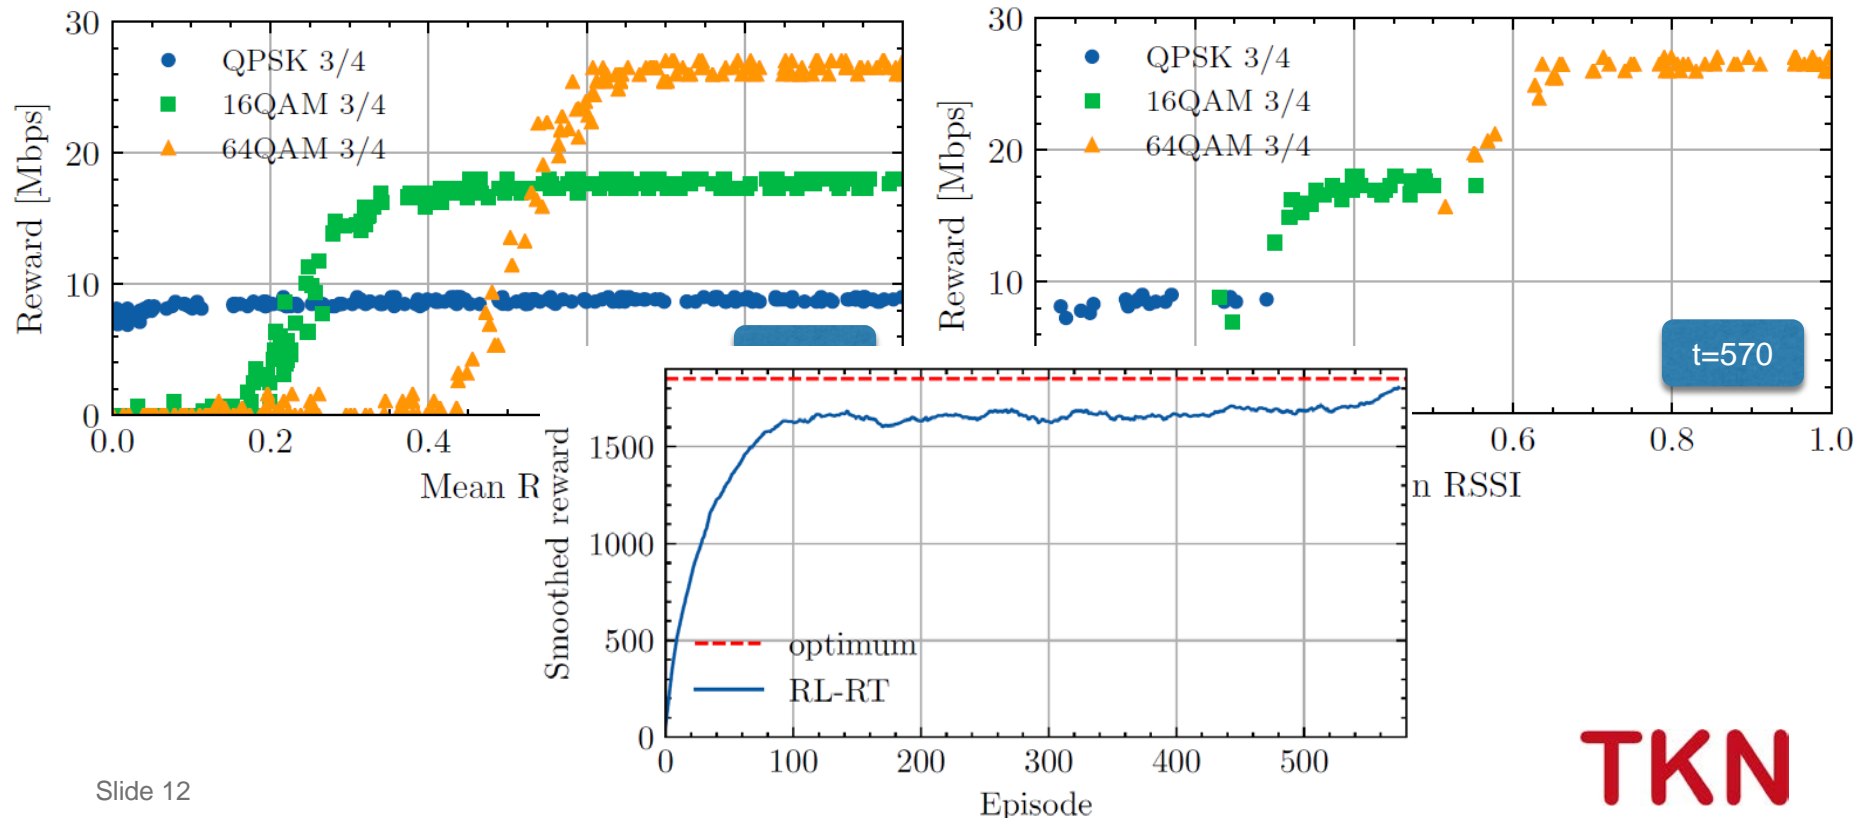 30
20
10
0
Reward [Mbps]
QPSK 3/4
16QAM 3/4
64QAM 3/4
0.0 0.2 0.4
Mean R
30
20
10
Reward [Mbps]
QPSK 3/4
16QAM 3/4
64QAM 3/4
t=570
0.6 0.8 1.0
n RSSI
1500
1000
500
0
Smoothed reward
optimum
RL-RT
0 100 200 300 400 500
Episode
Slide 12
TKN